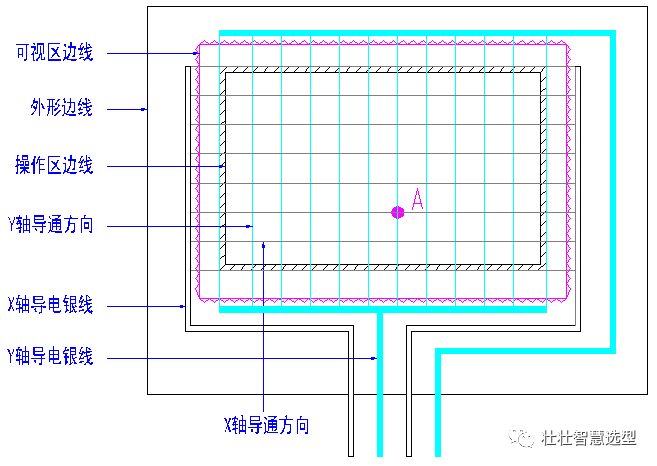 可视区边线
外形边线
操作区边线
A
Y轴导通方向
X轴导电银线
Y轴导电银线
X轴导通方向
壮壮智慧选型